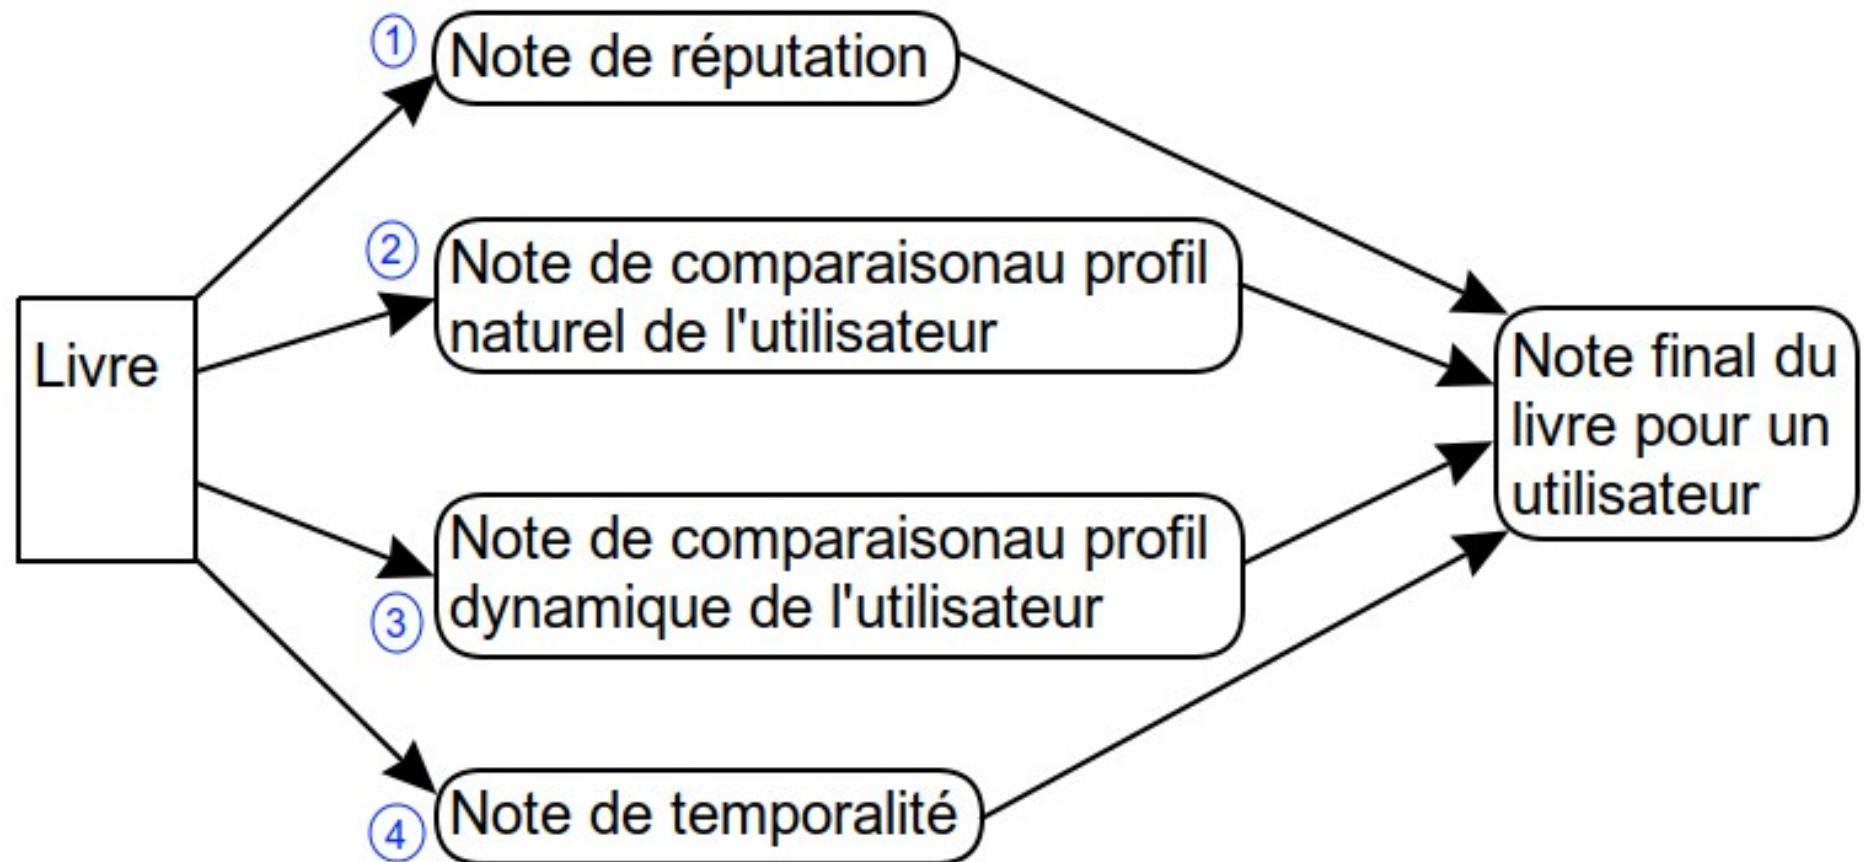 1
Note de réputation
2
Note de comparaisonau profil
naturel de l'utilisateur
Livre
Note final du
livre pour un
utilisateur
Note de comparaisonau profil
dynamique de l'utilisateur
3
Note de temporalité
4